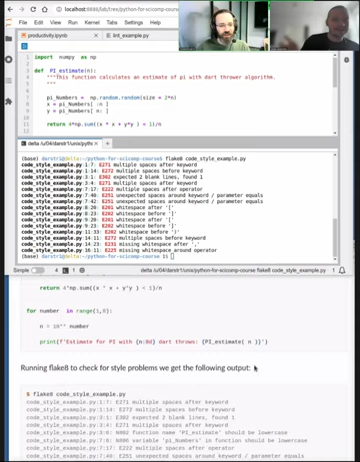 localhost:8888/lab/tree/python-for-scicomp-course
File Edit View Run Kernel Tabs Settings Help
productivity.ipynb
lint_example.py
import numpy as np
def PI_estimate(n):
"""This function calculates an estimate of pi with dart thrower algorithm.
"""
pi_Numbers = np.random.random(size = 2*n)
x = pi_Numbers[ :n ]
y = pi_Numbers[ n: ]
return 4*np.sum((x * x + y*y ) < 1)/n
(base) darstr1@delta:~/python-for-scicomp-course$ flake8 code_style_example.py
code_style_example.py:1:7: E271 multiple spaces after keyword
code_style_example.py:1:14: E272 multiple spaces before keyword
code_style_example.py:3:1: E302 expected 2 blank lines, found 1
code_style_example.py:3:4: E271 multiple spaces after keyword
code_style_example.py:7:17: E222 multiple spaces after operator
code_style_example.py:7:40: E251 unexpected spaces around keyword / parameter equals
code_style_example.py:7:42: E251 unexpected spaces around keyword / parameter equals
code_style_example.py:8:20: E201 whitespace after '['
code_style_example.py:8:23: E202 whitespace before ']'
code_style_example.py:9:20: E201 whitespace after '['
code_style_example.py:9:23: E202 whitespace before ']'
code_style_example.py:11:33: E202 whitespace before ')'
code_style_example.py:14:11: E272 multiple spaces before keyword
code_style_example.py:14:23: E231 missing whitespace after ','
code_style_example.py:16:11: E225 missing whitespace around operator
(base) darstr1@delta:~/python-for-scicomp-course$
Simple
return 4*np.sum((x * x + y*y ) < 1)/n
for number in range(1,8):
n = 10** number
print(f'Estimate for PI with {n:8d} dart throws: {PI_estimate( n )}')
Running flake8 to check for style problems we get the following output:
$ flake8 code_style_example.py
code_style_example.py:1:7: E271 multiple spaces after keyword
code_style_example.py:1:14: E272 multiple spaces before keyword
code_style_example.py:3:1: E302 expected 2 blank lines, found 1
code_style_example.py:3:4: E271 multiple spaces after keyword
code_style_example.py:3:6: N802 function name 'PI_estimate' should be lowercase
code_style_example.py:7:6: N806 variable 'pi_Numbers' in function should be lowercase
code_style_example.py:7:17: E222 multiple spaces after operator
code_style_example.py:7:40: E251 unexpected spaces around keyword / parameter equals